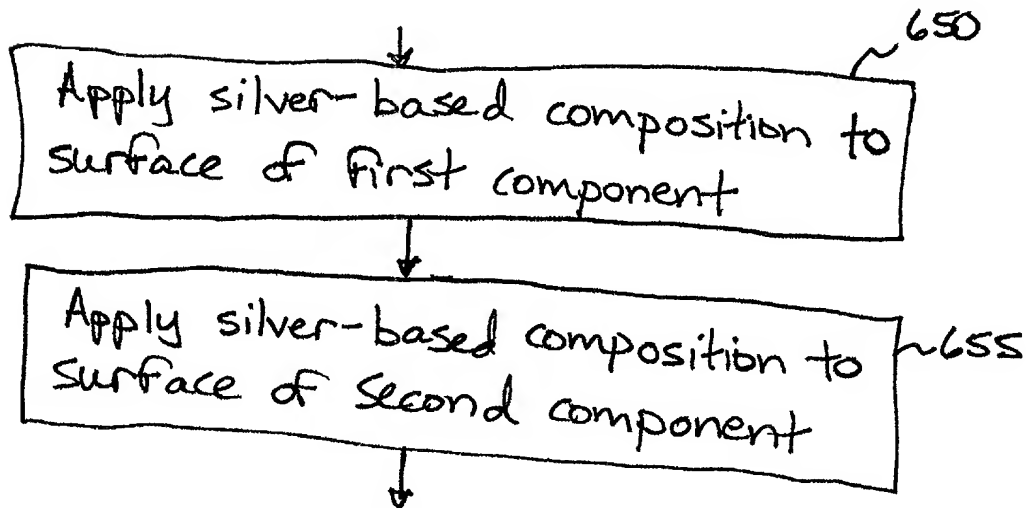 650
Apply silver-based composition to
surface of first component
Apply silver-based composition to
surface of second component
655